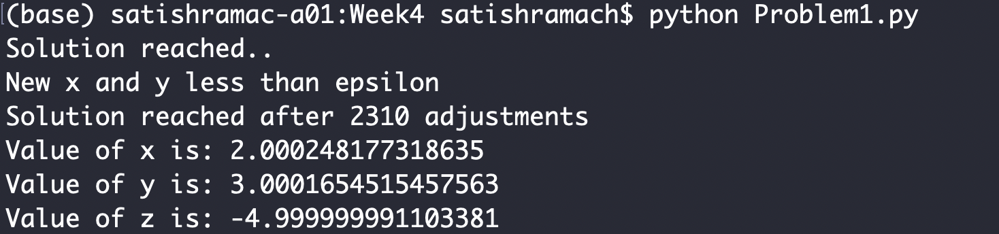 (base) satishramac-a01:Week4 satishramach$ python Problem1.py
Solution reached..
New x and y less than epsilon
Solution reached after 2310 adjustments
Value of x is: 2.000248177318635
Value of y is: 3.0001654515457563
Value of z is: -4.999999991103381